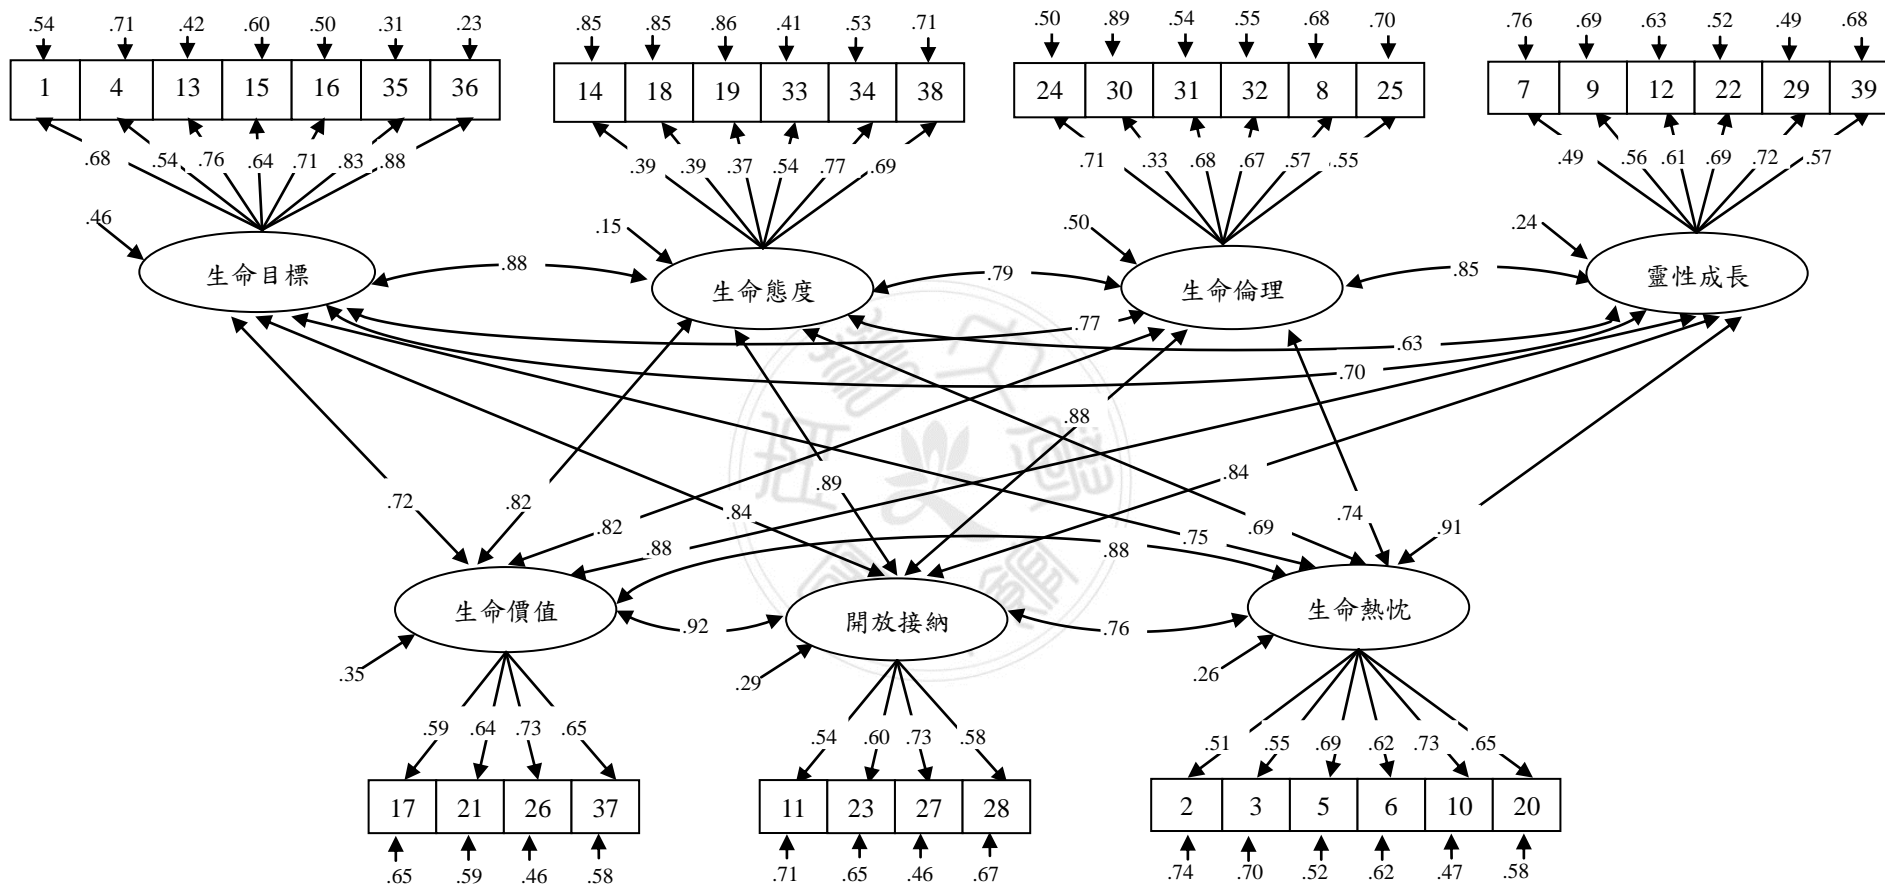 .54 .71 .42 .60 .50 .31 .23 .85 .85 .86 .41 .53 .71 .50 .89 .54 .55 .68 .70 .76 .69 .63 .52 .49 .68
1 4 13 15 16 35 36 14 18 19 33 34 38 24 30 31 32 8 25 7 9 12 22 29 39
.68 .54 .76 .64 .71 .83 .88 .39 .39 .37 .54 .77 .69 .71 .33 .68 .67 .57 .55 .49 .56 .61 .69 .72 .57
.46 .15 .50 .24
生命目標 .88 生命態度 .79 生命倫理 .85 靈性成長
.77 .63
.70
.88
.84
.72 .82 .89
.82 .84 .75 .69 .74 .91
.88 .88
生命價值 .92 開放接納 .76 生命熱忱
.35 .29 .26
.59 .64 .73 .65 .54 .60 .73 .58 .51 .55 .69 .62 .73 .65
17 21 26 37 11 23 27 28 2 3 5 6 10 20
.65 .59 .46 .58 .71 .65 .46 .67 .74 .70 .52 .62 .47 .58